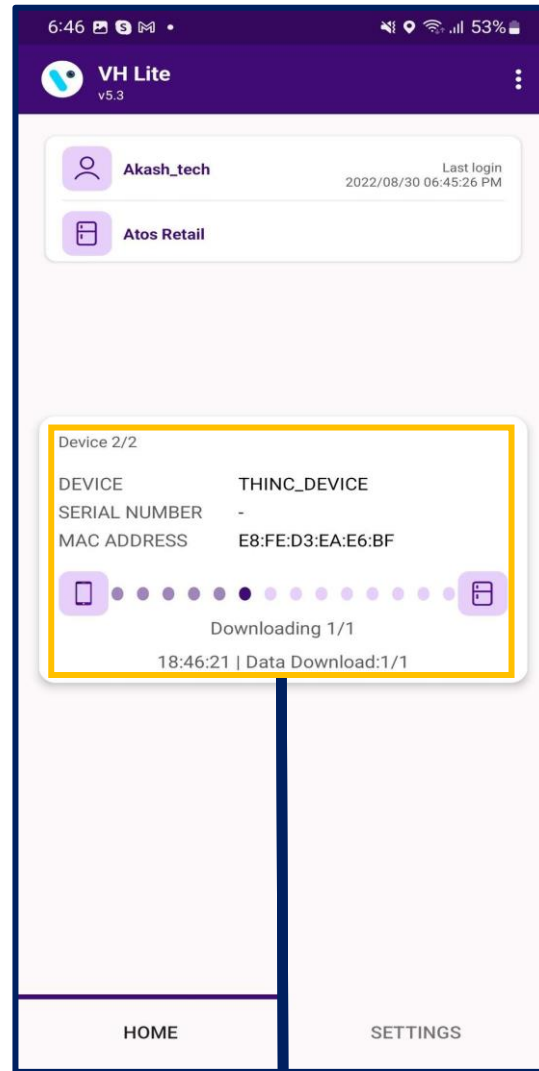 6:46 53%
VH Lite
v5.3
Akash_tech
Last login
2022/08/30 06:45:26 PM
Atos Retail
Device 2/2
DEVICE THINC_DEVICE
SERIAL NUMBER -
MAC ADDRESS E8:FE:D3:EA:E6:BF
Downloading 1/1
18:46:21 | Data Download:1/1
HOME SETTINGS